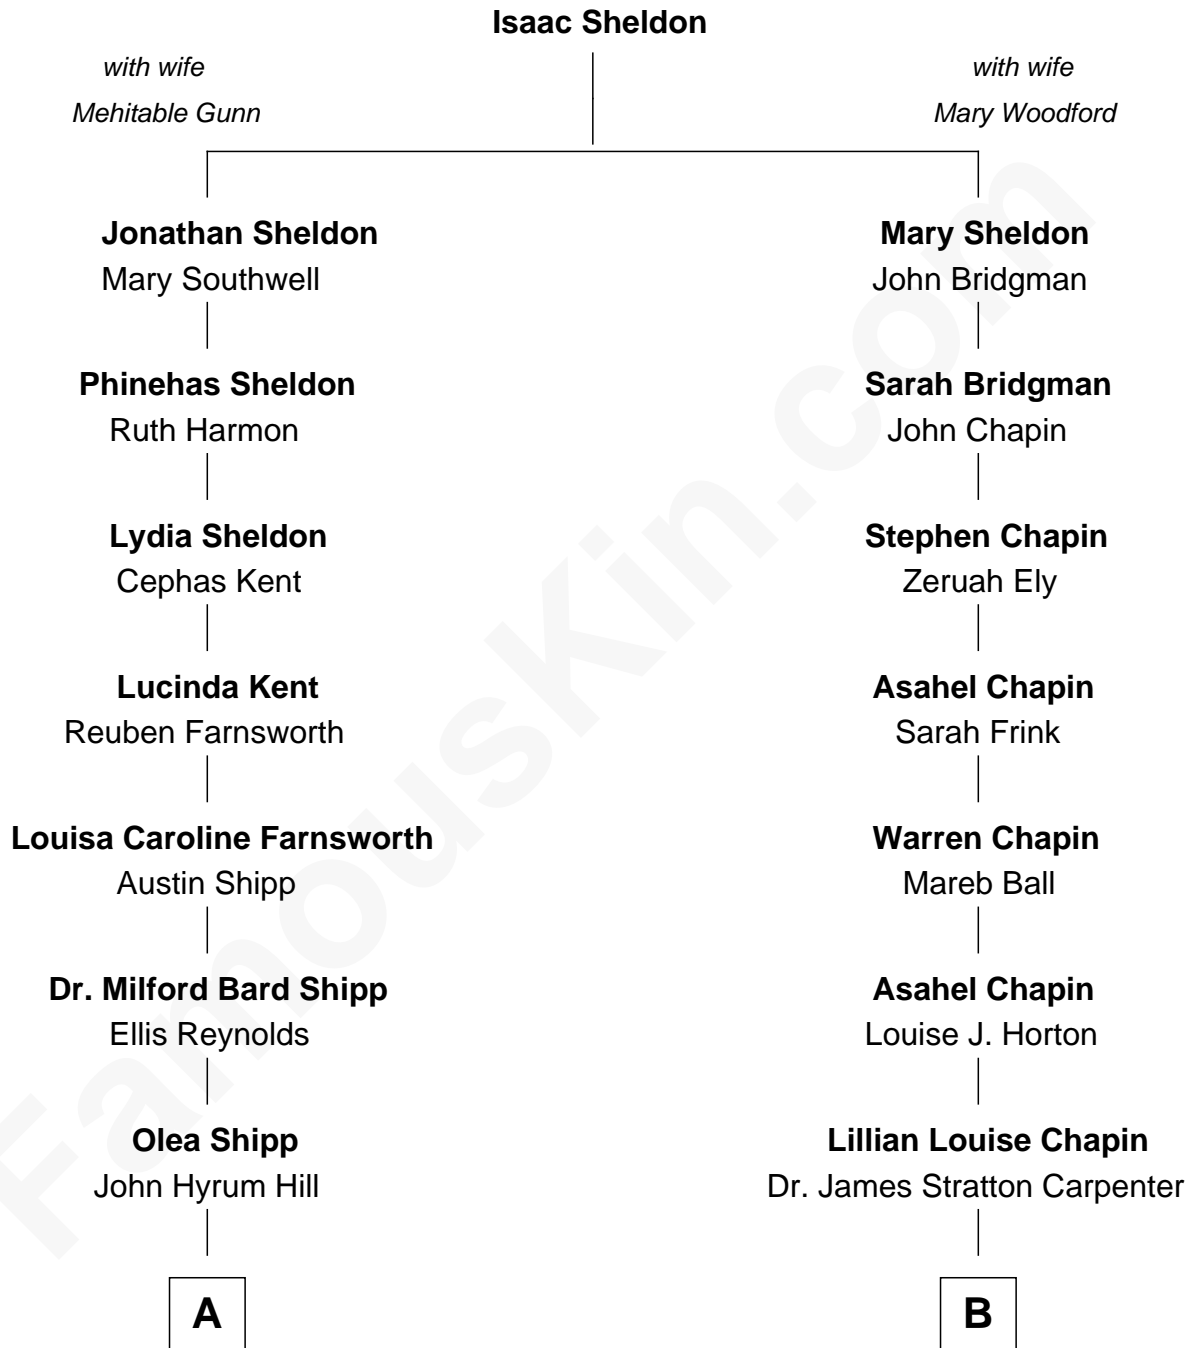 Isaac Sheldon
with wife
Mehitable Gunn
with wife
Mary Woodford
Jonathan Sheldon
Mary Southwell
Mary Sheldon
John Bridgman
Phinehas Sheldon
Ruth Harmon
Sarah Bridgman
John Chapin
Lydia Sheldon
Cephas Kent
Stephen Chapin
Zeruah Ely
Lucinda Kent
Reuben Farnsworth
Asahel Chapin
Sarah Frink
Louisa Caroline Farnsworth
Austin Shipp
Warren Chapin
Mareb Ball
Dr. Milford Bard Shipp
Ellis Reynolds
Asahel Chapin
Louise J. Horton
Olea Shipp
John Hyrum Hill
Lillian Louise Chapin
Dr. James Stratton Carpenter
A
B
FamousKin.com